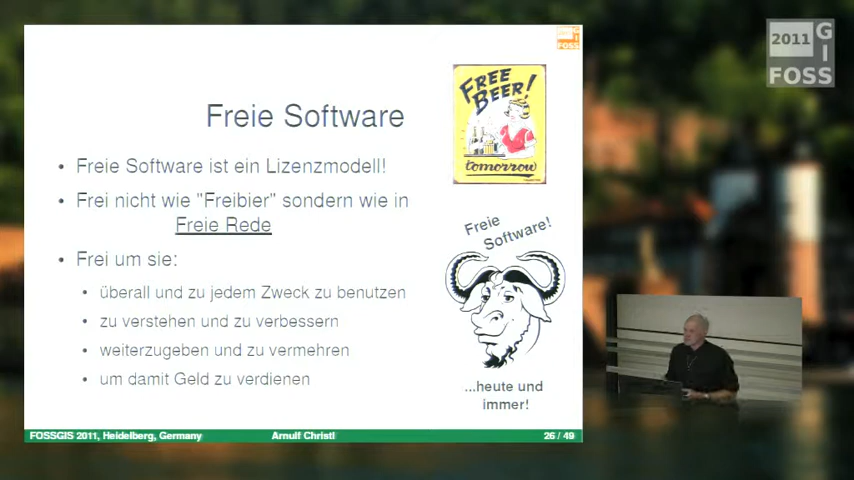 2011 G
I
FOSS
FOSS
FREE
BEER!
tomorrow
Freie Software
• Freie Software ist ein Lizenzmodell!
• Frei nicht wie "Freibier" sondern wie in
Freie Rede
• Frei um sie:
• überall und zu jedem Zweck zu benutzen
• zu verstehen und zu verbessern
• weiterzugeben und zu vermehren
• um damit Geld zu verdienen
Freie
Software!
...heute und
immer!
FOSSGIS 2011, Heidelberg, Germany Arnulf Christl 26 / 49